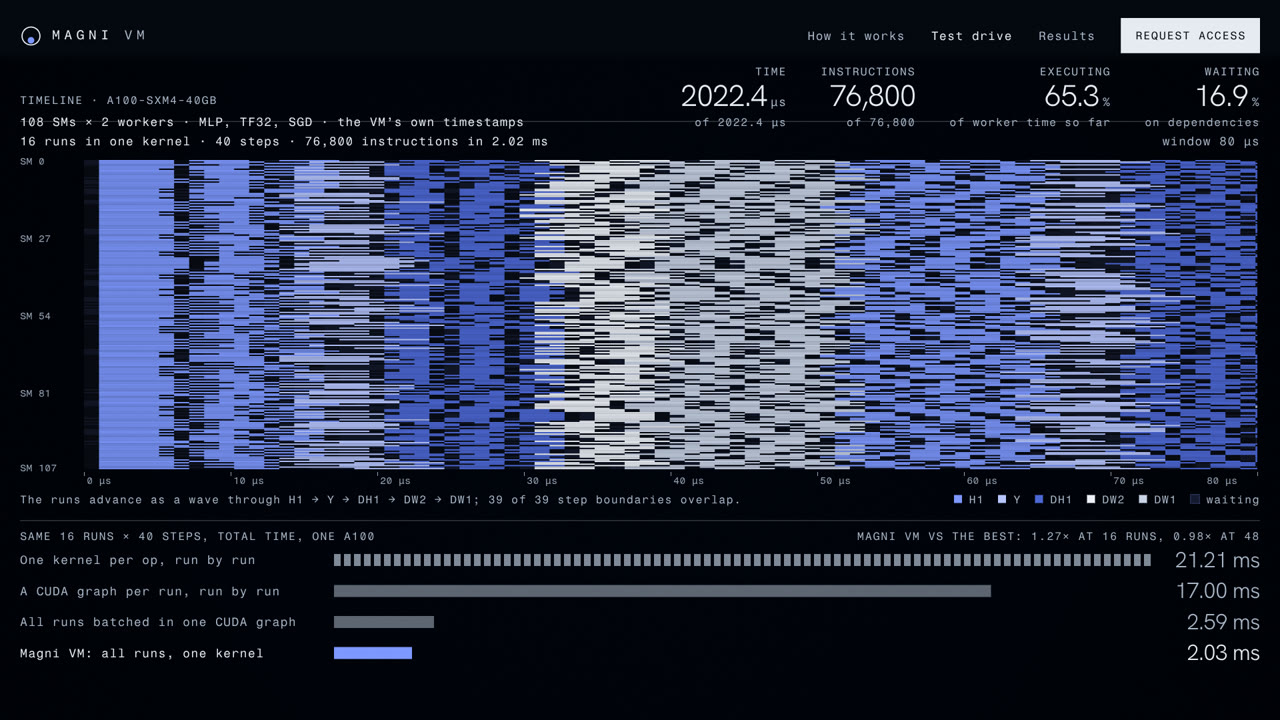 MAGNI VM
How it works
Test drive
Results
REQUEST ACCESS
TIME
INSTRUCTIONS
EXECUTING
WAITING
TIMELINE · A100-SXM4-40GB
2022.4 µs
76,800
65.3 %
16.9 %
108 SMs × 2 workers · MLP, TF32, SGD · the VM's own timestamps
of 2022.4 µs
of 76,800
of worker time so far
on dependencies
16 runs in one kernel · 40 steps · 76,800 instructions in 2.02 ms
window 80 µs
SM 0
SM 27
SM 54
SM 81
SM 107
0 µs
10 µs
20 µs
30 µs
40 µs
50 µs
60 µs
70 µs
80 µs
The runs advance as a wave through H1 → Y → DH1 → DW2 → DW1; 39 of 39 step boundaries overlap.
H1
Y
DH1
DW2
DW1
waiting
SAME 16 RUNS × 40 STEPS, TOTAL TIME, ONE A100
MAGNI VM VS THE BEST: 1.27× AT 16 RUNS, 0.98× AT 48
One kernel per op, run by run
21.21 ms
A CUDA graph per run, run by run
17.00 ms
All runs batched in one CUDA graph
2.59 ms
Magni VM: all runs, one kernel
2.03 ms